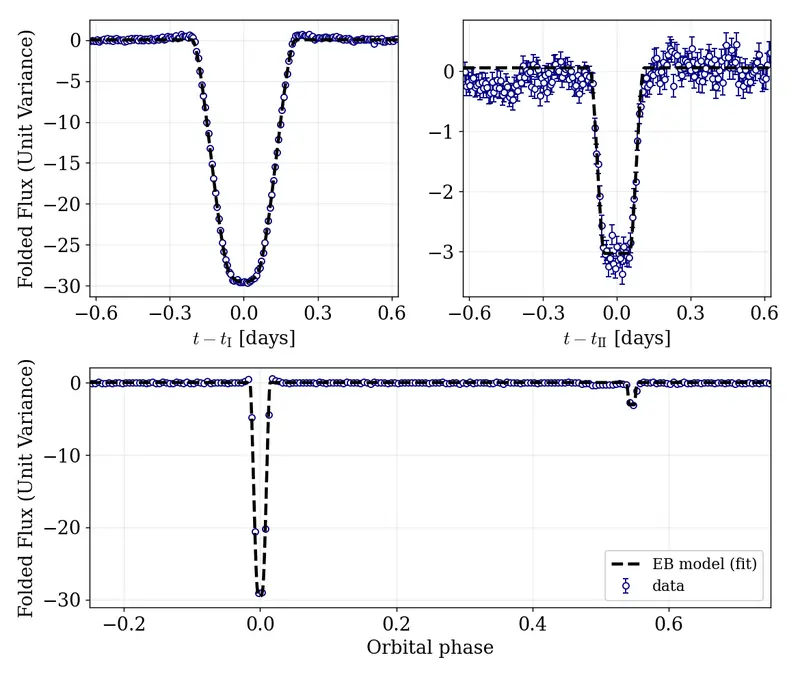 Folded Flux (Unit Variance)
0
−5
−10
−15
−20
−25
−30
−0.6 −0.3 0.0 0.3 0.6
t − tI [days]
0
−1
−2
−3
−0.6 −0.3 0.0 0.3 0.6
t − tII [days]
Folded Flux (Unit Variance)
0
−10
−20
−30
−0.2 0.0 0.2 0.4 0.6
Orbital phase
EB model (fit)
data